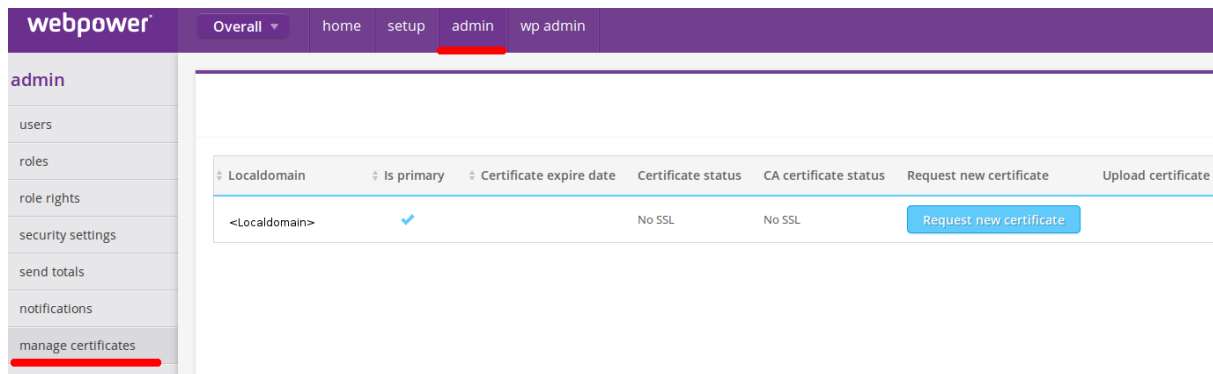 webpower
Overall home setup admin wp admin
admin
users
roles
role rights
security settings
send totals
notifications
manage certificates
Localdomain Is primary Certificate expire date Certificate status CA certificate status Request new certificate Upload certificate
<Localdomain> No SSL No SSL Request new certificate